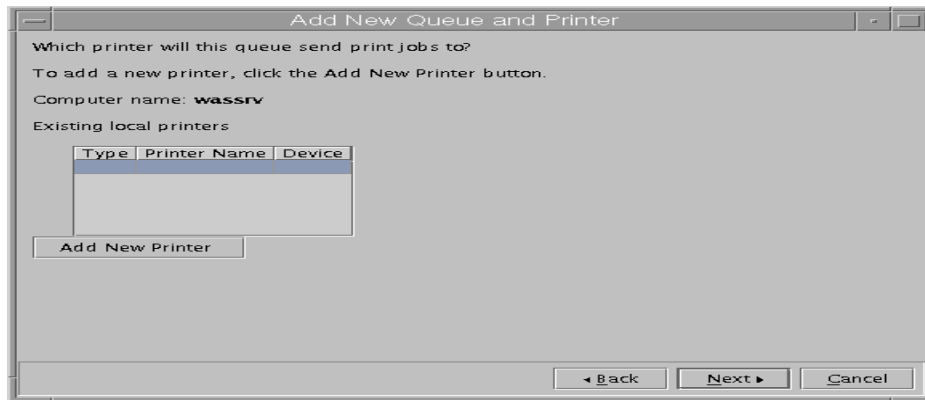 Add New Queue and Printer
Which printer will this queue send print jobs to?
To add a new printer, click the Add New Printer button.
Computer name: wassrv
Existing local printers
Type Printer Name Device
Add New Printer
Back Next Cancel